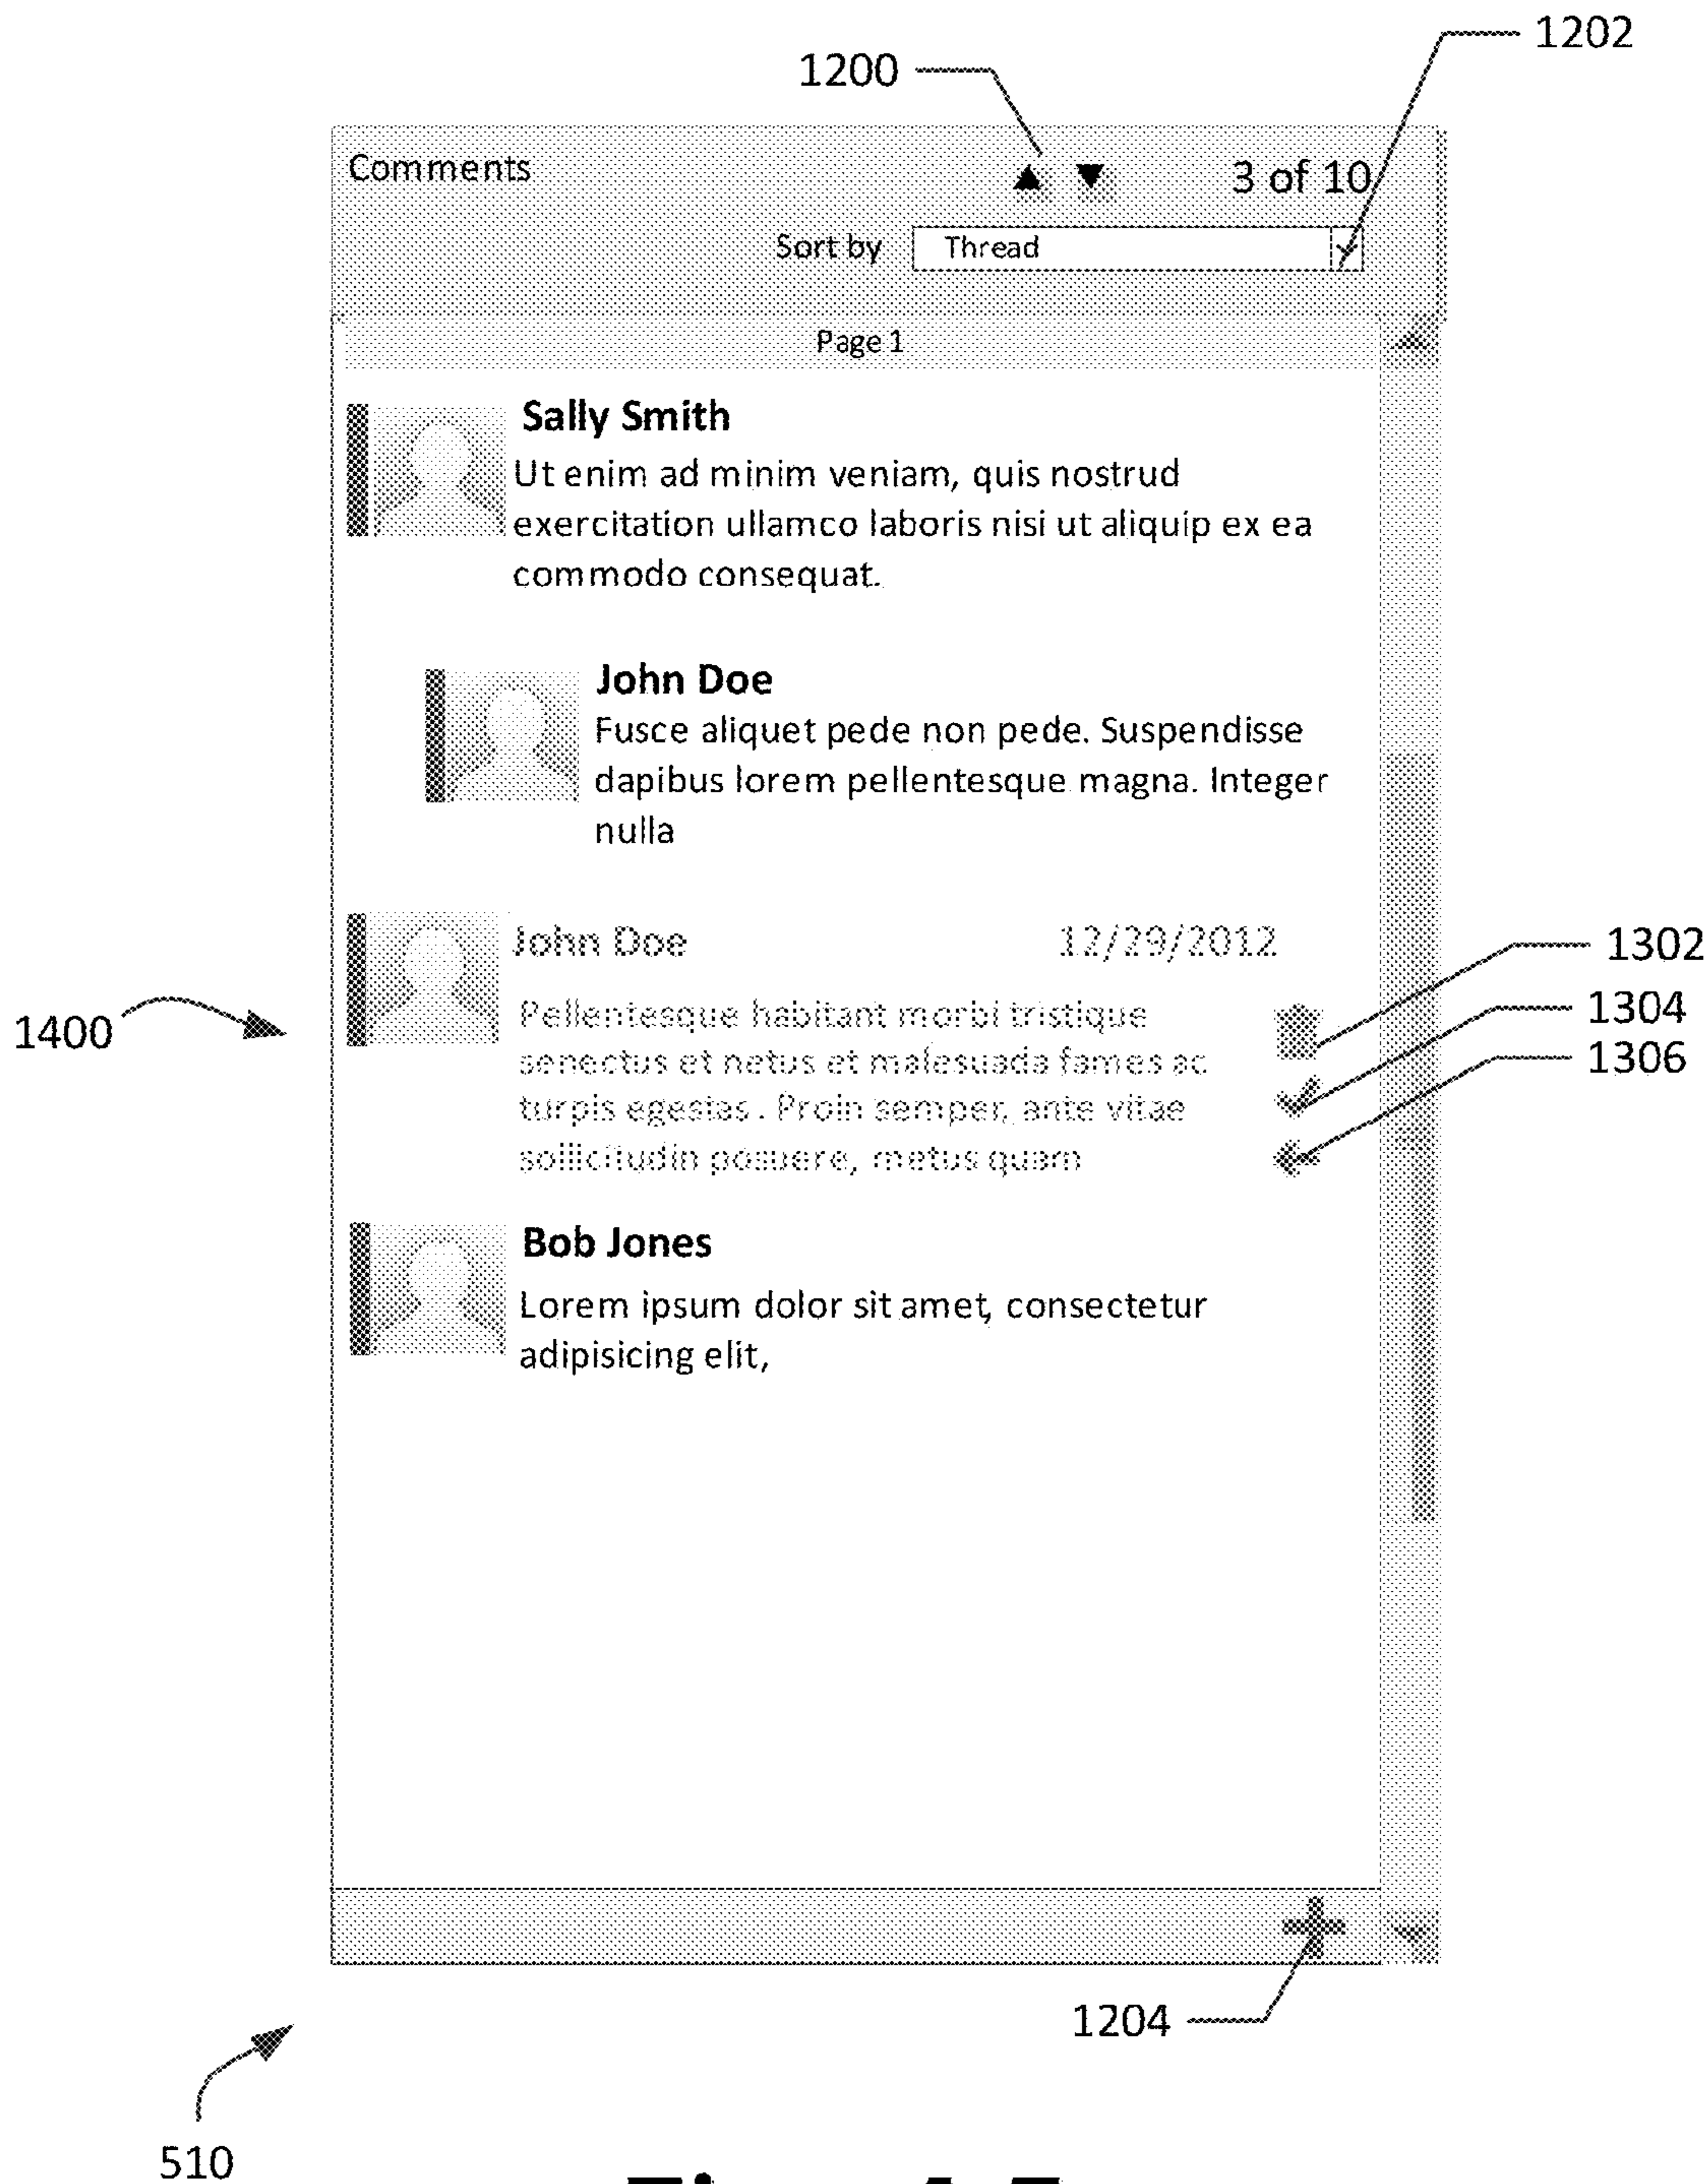 1202
1200
Comments
3 of 10
Sort by Thread
Page 1
Sally Smith
Ut enim ad minim veniam, quis nostrud
exercitation ullamco laboris nisi ut aliquip ex ea
commodo consequat.
John Doe
Fusce aliquet pede non pede. Suspendisse
dapibus lorem pellentesque magna. Integer
nulla
John Doe 12/29/2012
1302
1400
Pellentesque habitant morbi tristique
1304
senectus et netus et malesuada fames ac
1306
turpis egestas. Proin semper, ante vitae
sollicitudin posuere, metus quam
Bob Jones
Lorem ipsum dolor sit amet, consectetur
adipisicing elit,
1204
510